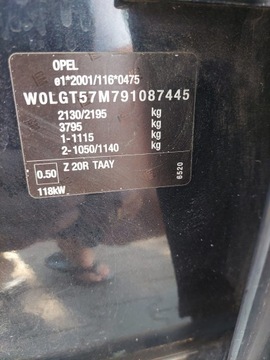 OPEL
e1*2001/116*0475
W0LGT57M791087445
2130/2195 kg
3795 kg
1-1115 kg
2-1050/1140 kg
0.50 Z 20R TAAY
118kW
6520